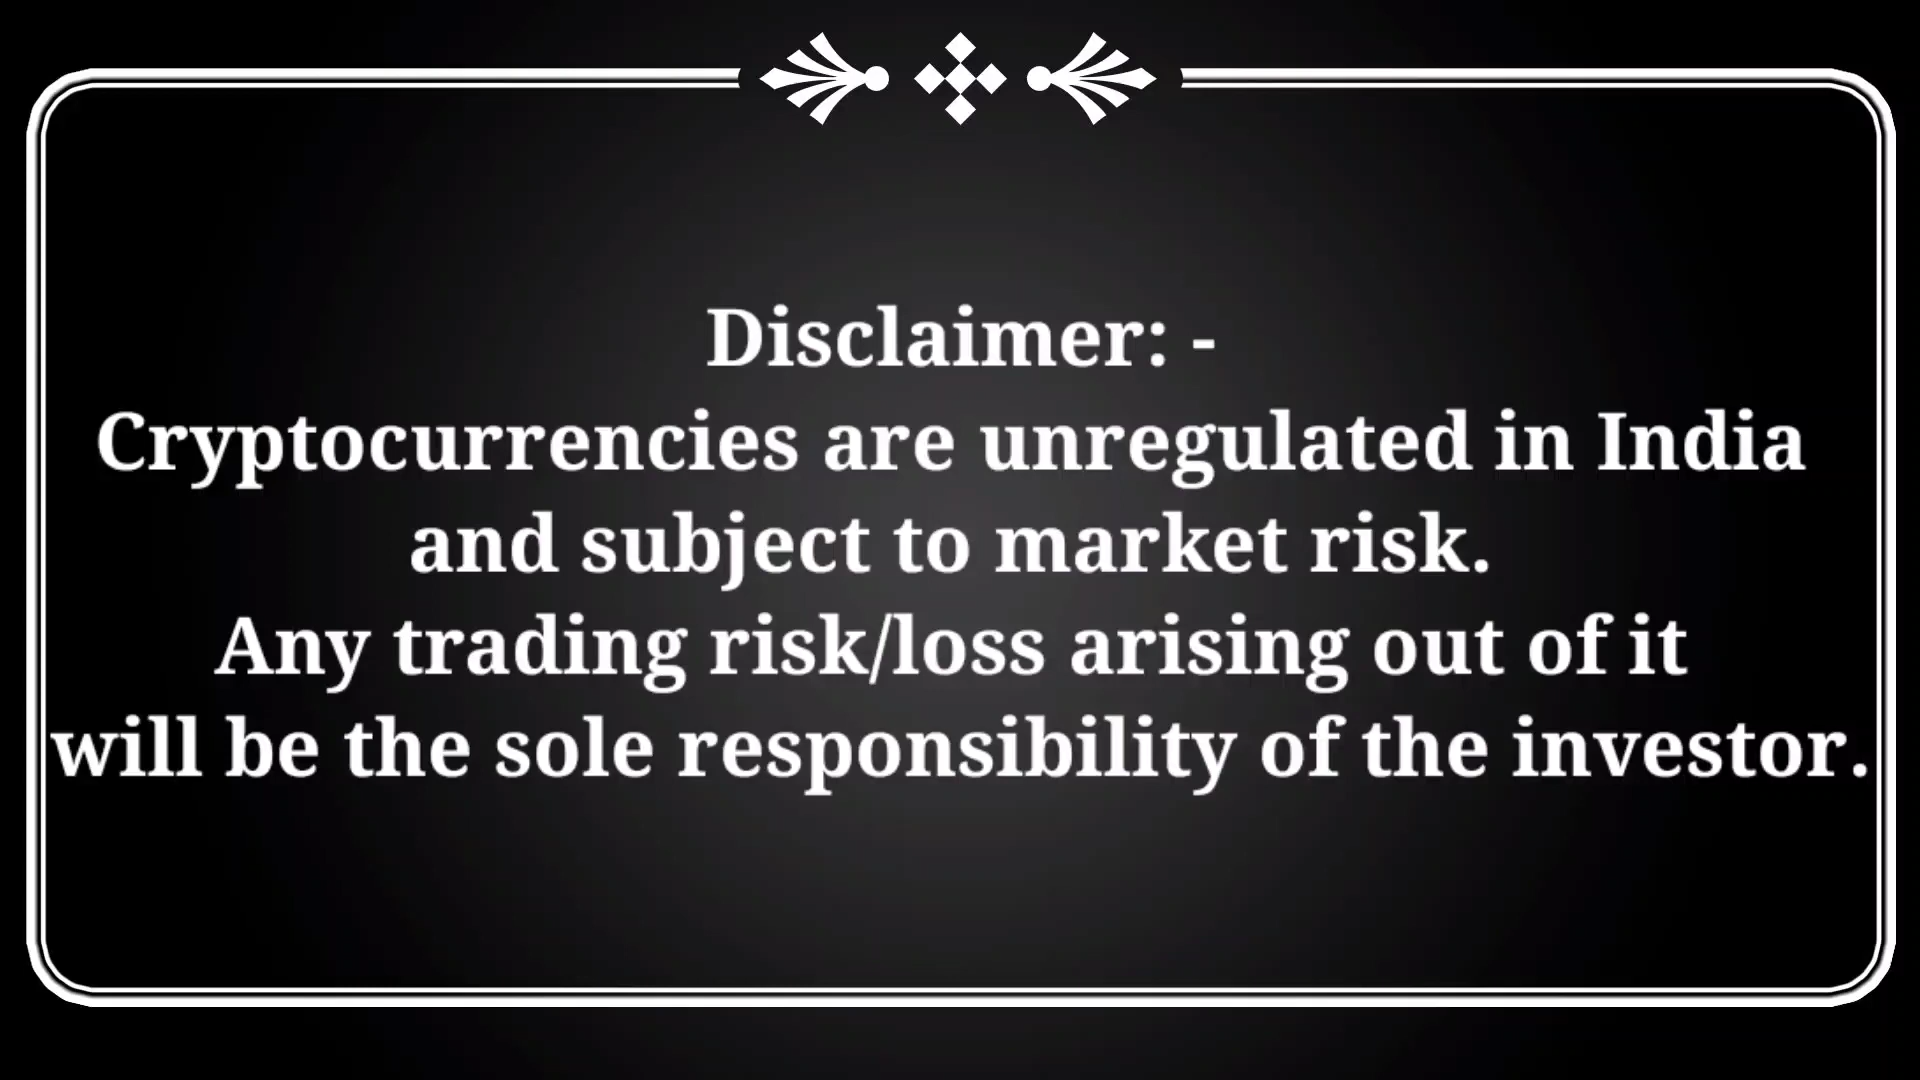 Disclaimer: -
Cryptocurrencies are unregulated in India
and subject to market risk.
Any trading risk/loss arising out of it
will be the sole responsibility of the investor.